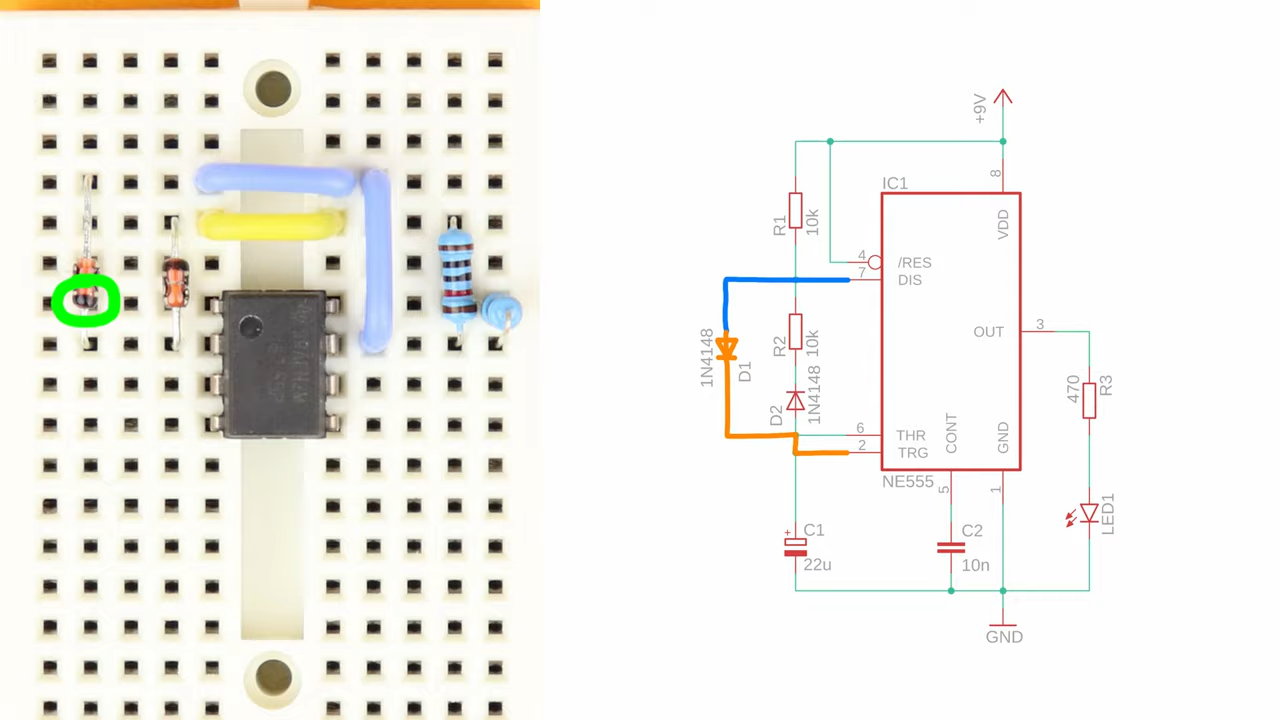 +9V
8
IC1
VDD
R1
10k
4
/RES
7
DIS
3
OUT
1N4148
D1
R2
10k
D2
1N4148
470
R3
6
THR
2
TRG
CONT
GND
NE555
5
1
LED1
+
C1
22u
C2
10n
GND